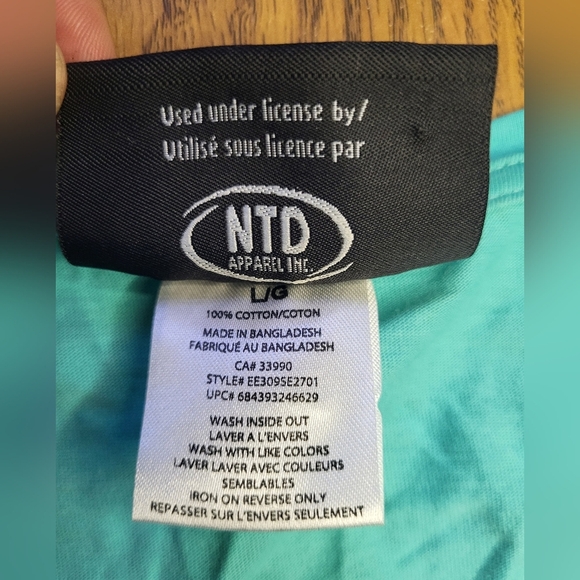 Used under license by/
Utilisé sous licence par
NTD
APPAREL INC.
L/G
100% COTTON/COTON
MADE IN BANGLADESH
FABRIQUÉ AU BANGLADESH
CA# 33990
STYLE# EE3095E2701
UPC# 684393246629
WASH INSIDE OUT
LAVER A L'ENVERS
WASH WITH LIKE COLORS
LAVER LAVER AVEC COULEURS
SEMBLABLES
IRON ON REVERSE ONLY
REPASSER SUR L'ENVERS SEULEMENT